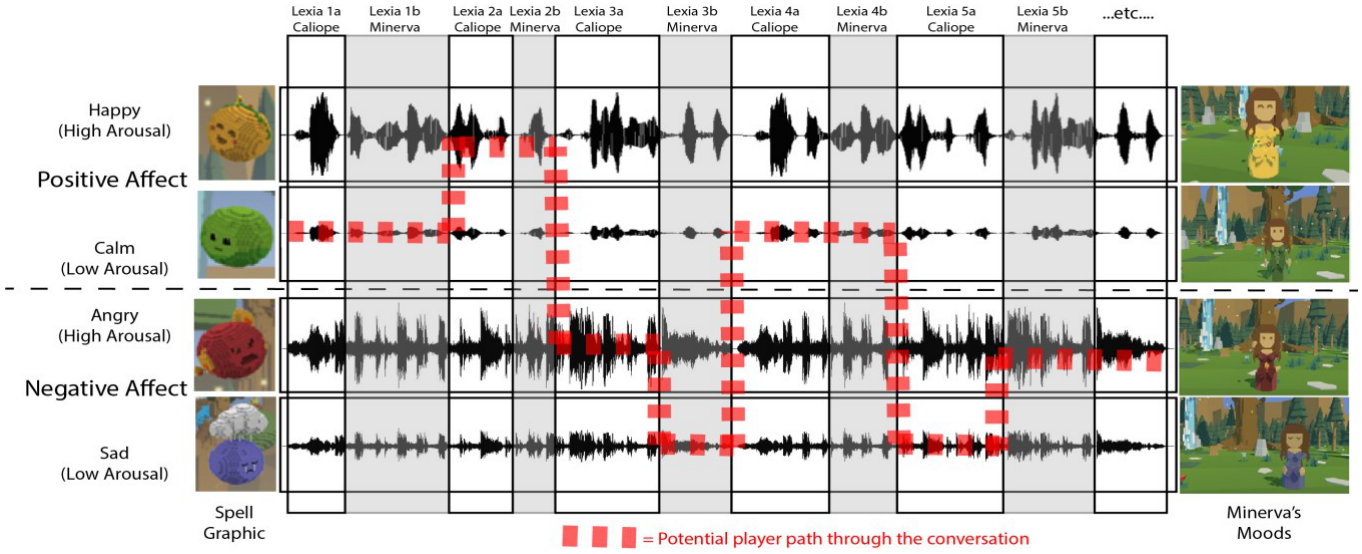 Lexia 1a
Caliope
Lexia 1b
Minerva
Lexia 2a
Caliope
Lexia 2b
Minerva
Lexia 3a
Caliope
Lexia 3b
Minerva
Lexia 4a
Caliope
Lexia 4b
Minerva
Lexia 5a
Caliope
Lexia 5b
Minerva
...etc....
Happy
(High Arousal)
Positive Affect
Calm
(Low Arousal)
Angry
(High Arousal)
Negative Affect
Sad
(Low Arousal)
Spell
Graphic
= Potential player path through the conversation
Minerva's
Moods